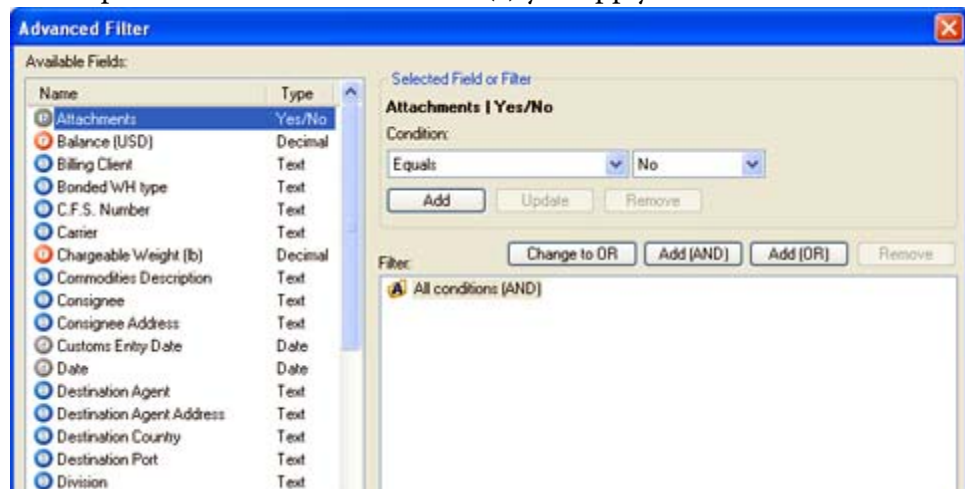 Advanced Filter
Available Fields:
Name Type
Attachments Yes/No
Balance (USD) Decimal
Billing Client Text
Bonded WH type Text
C.F.S. Number Text
Carrier Text
Chargeable Weight (lb) Decimal
Commodities Description Text
Consignee Text
Consignee Address Text
Customs Entry Date Date
Date Date
Destination Agent Text
Destination Agent Address Text
Destination Country Text
Destination Port Text
Division Text
Selected Field or Filter
Attachments | Yes/No
Condition:
Equals No
Add Update Remove
Change to OR Add (AND) Add (OR) Remove
Filter:
All conditions (AND)